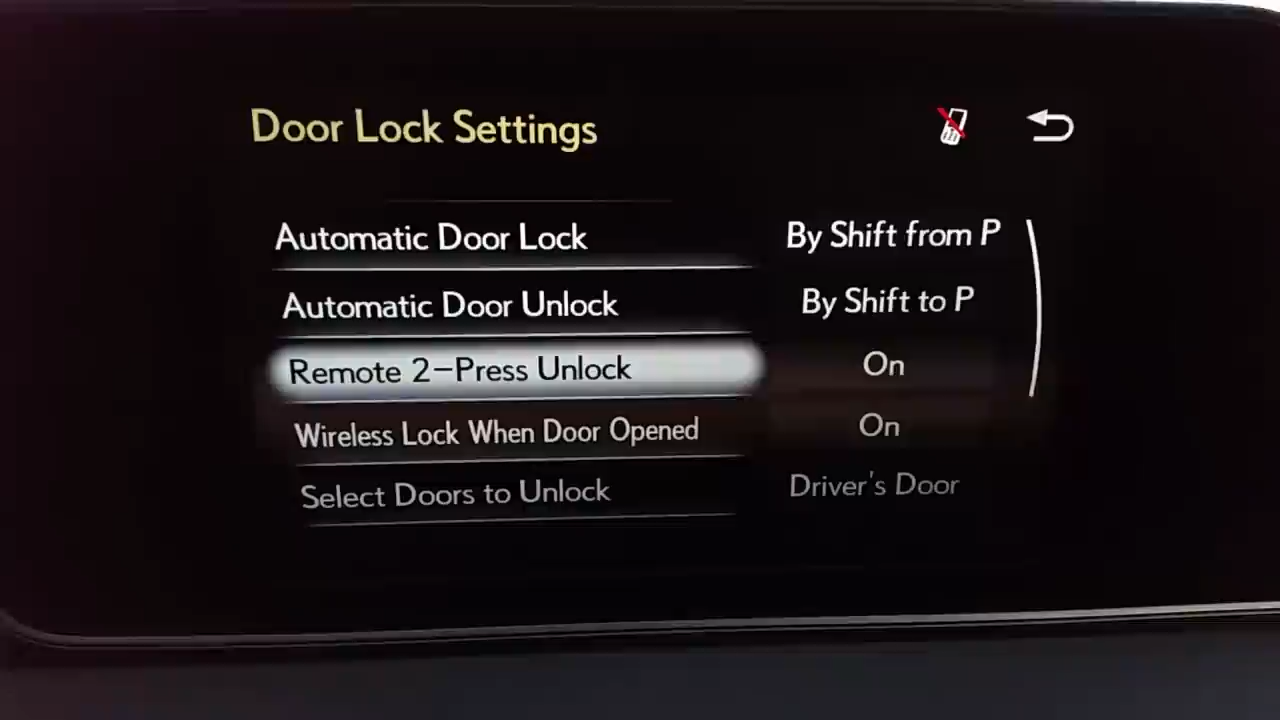 Door Lock Settings
Automatic Door Lock By Shift from P
Automatic Door Unlock By Shift to P
Remote 2-Press Unlock On
Wireless Lock When Door Opened On
Select Doors to Unlock Driver's Door